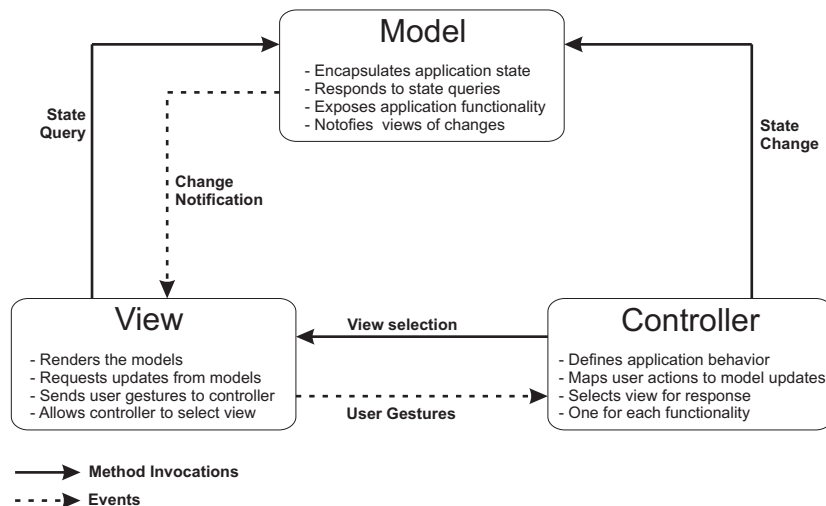 Model
- Encapsulates application state
- Responds to state queries
- Exposes application functionality
- Notofies  views of changes
State
Query
State
Change
Change
Notification
View
- Renders the models
- Requests updates from models
- Sends user gestures to controller
- Allows controller to select view
View selection
User Gestures
Controller
- Defines application behavior
- Maps user actions to model updates
- Selects view for response
- One for each functionality
Method Invocations
Events